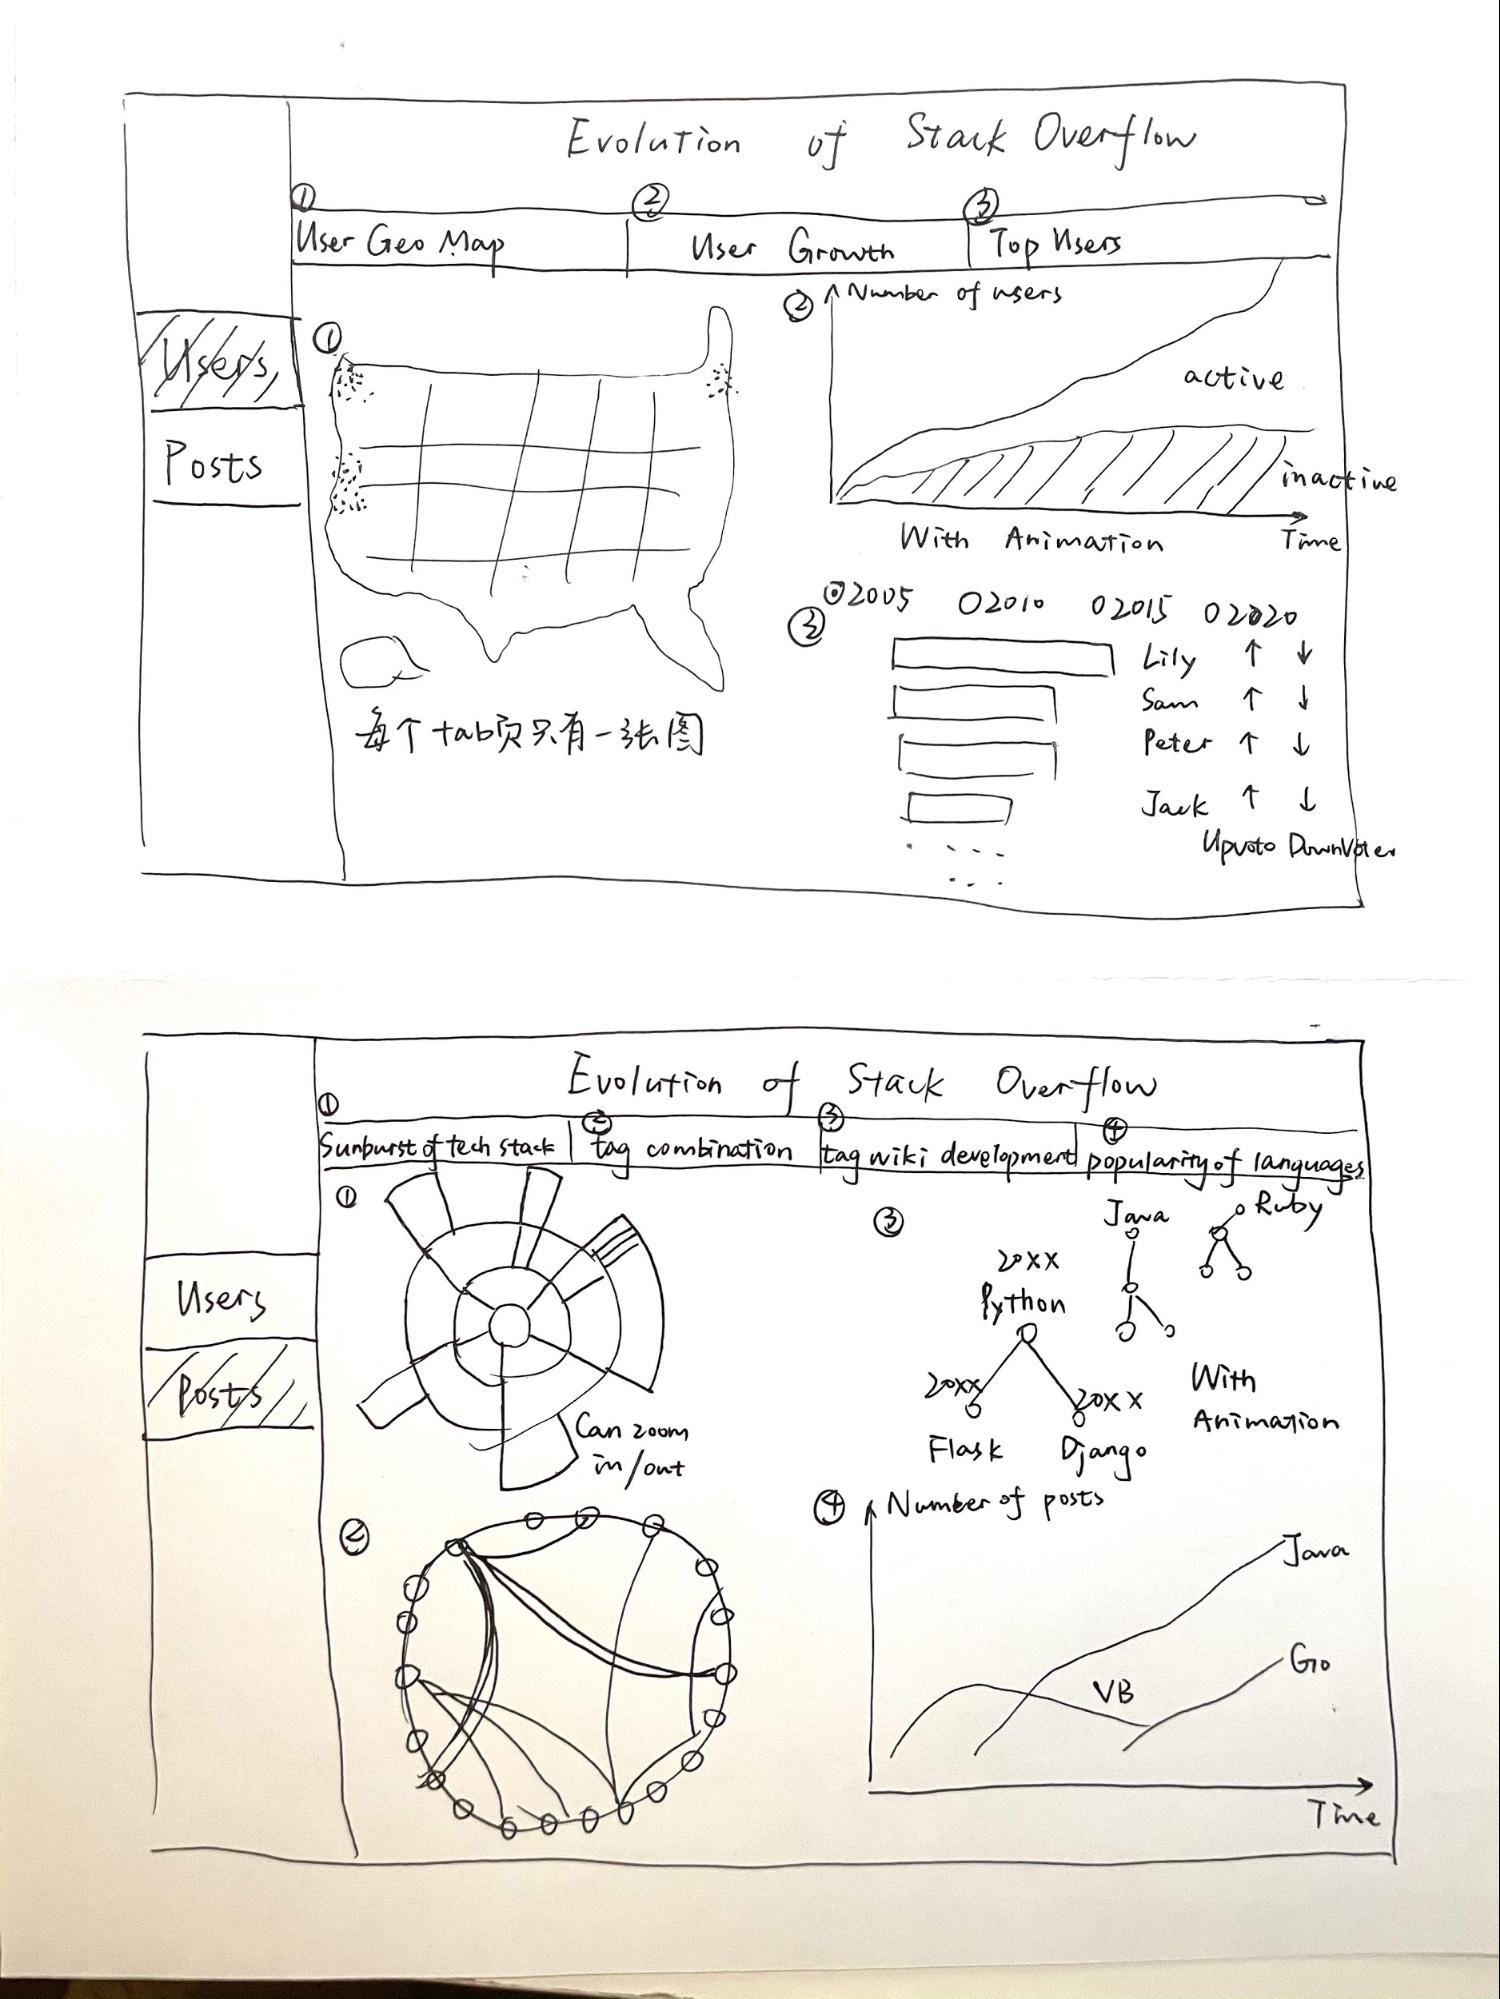 Evolution of Stack Overflow
① ② ③
User Geo Map User Growth Top Users
Users
Posts
①
每个tab页只有一张图
② Number of users
active
inactive
With Animation Time
③ 2005 2010 2015 2020
Lily ↑ ↓
Sam ↑ ↓
Peter ↑ ↓
Jack ↑ ↓
Upvote DownVoter
Evolution of Stack Overflow
① ② ③ ④
Sunburst of tech stack tag combination tag wiki development popularity of languages
Users
Posts
①
Can zoom
in/out
②
③
Java Ruby
20XX
Python
20XX 20XX
Flask Django
With
Animation
④ Number of posts
Java
Go
VB
Time